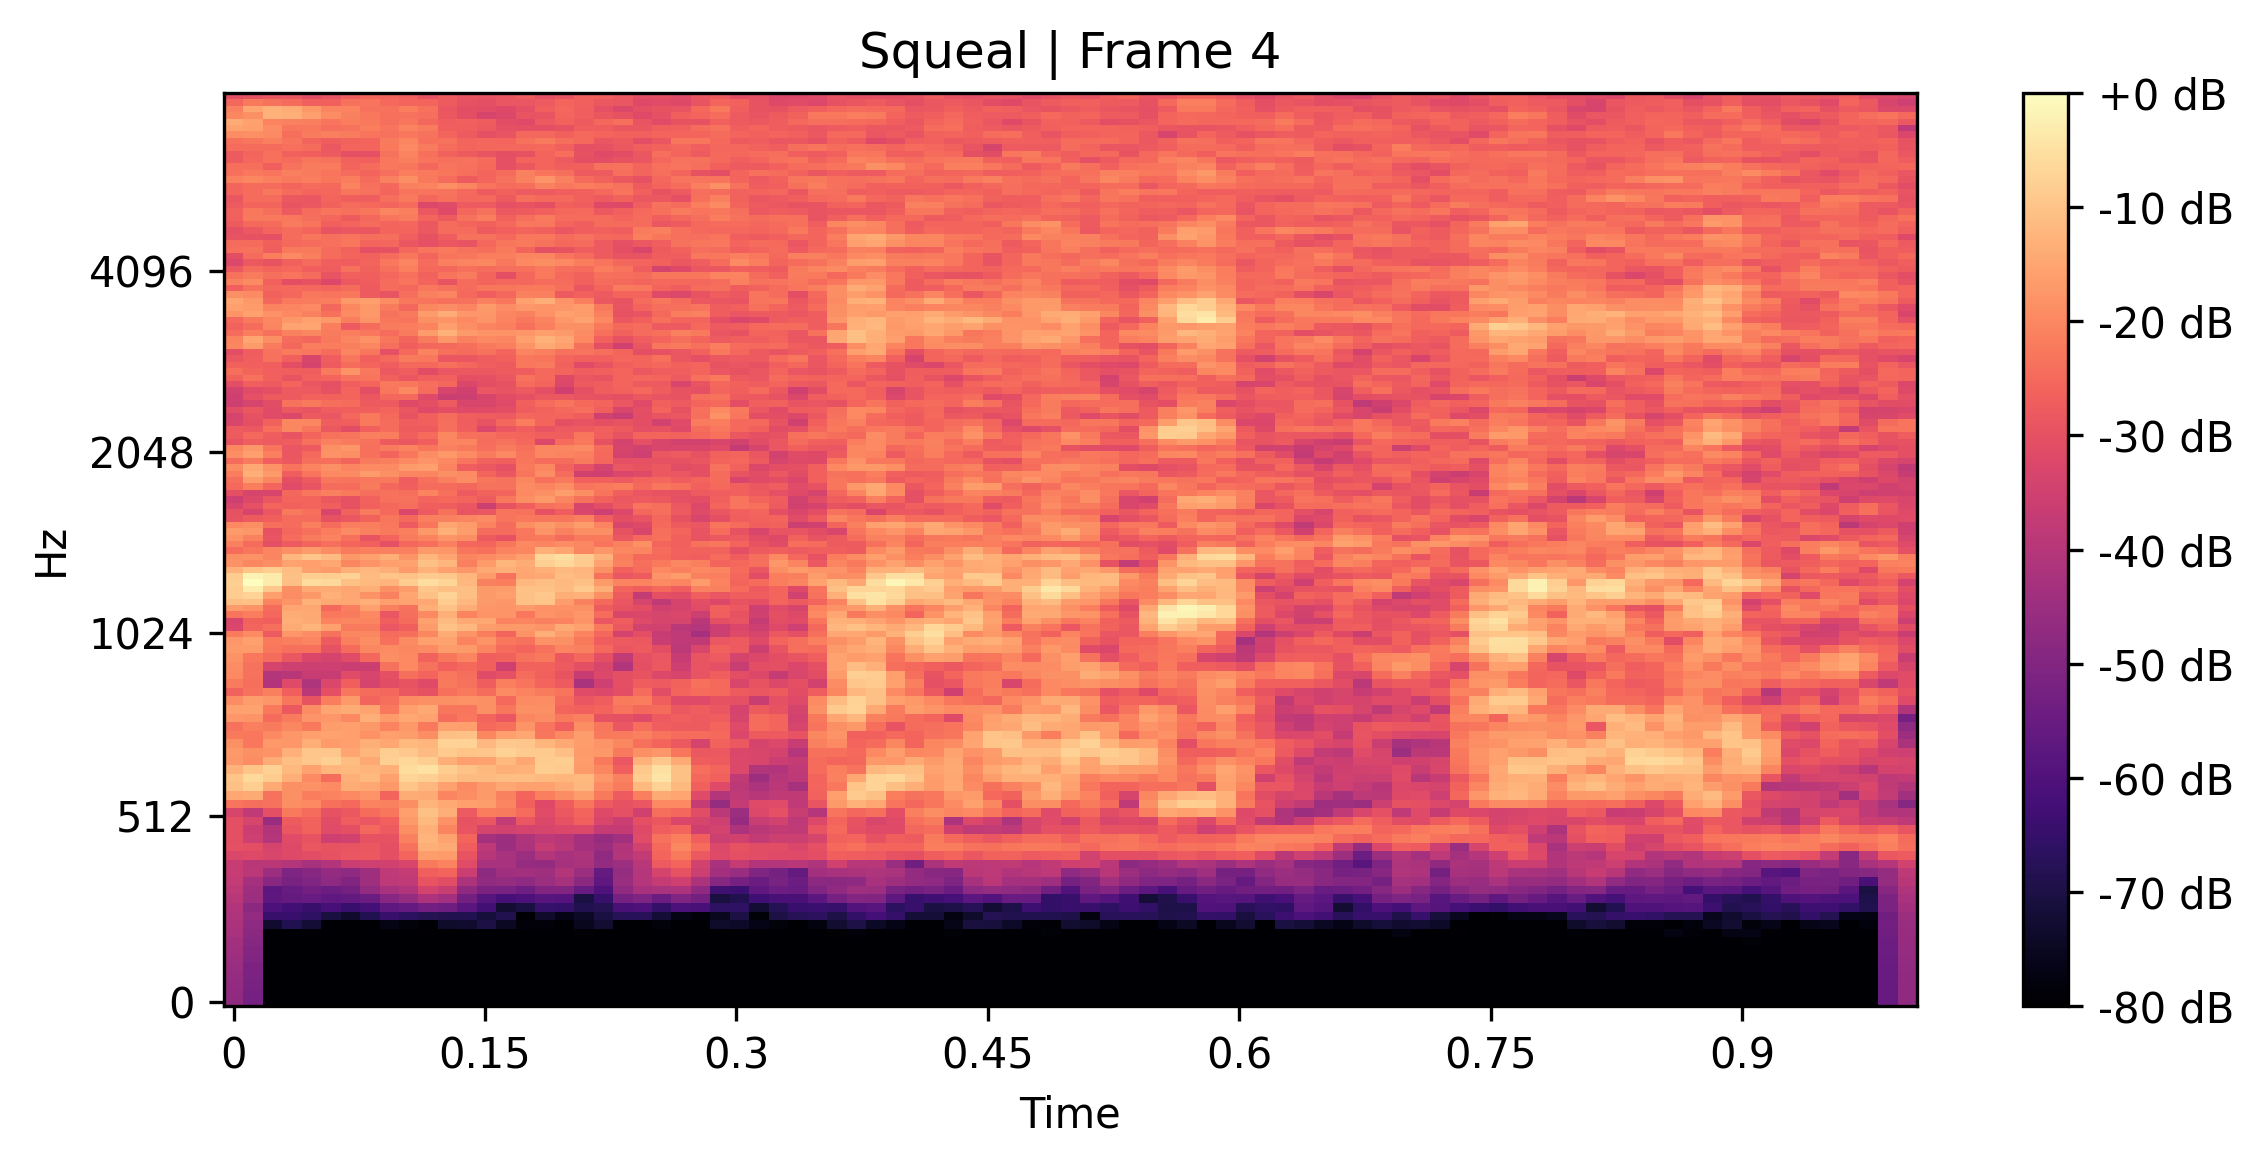 Squeal | Frame 4
+0 dB
-10 dB
-20 dB
-30 dB
-40 dB
-50 dB
-60 dB
-70 dB
-80 dB
Hz
4096
2048
1024
512
0
0 0.15 0.3 0.45 0.6 0.75 0.9
Time